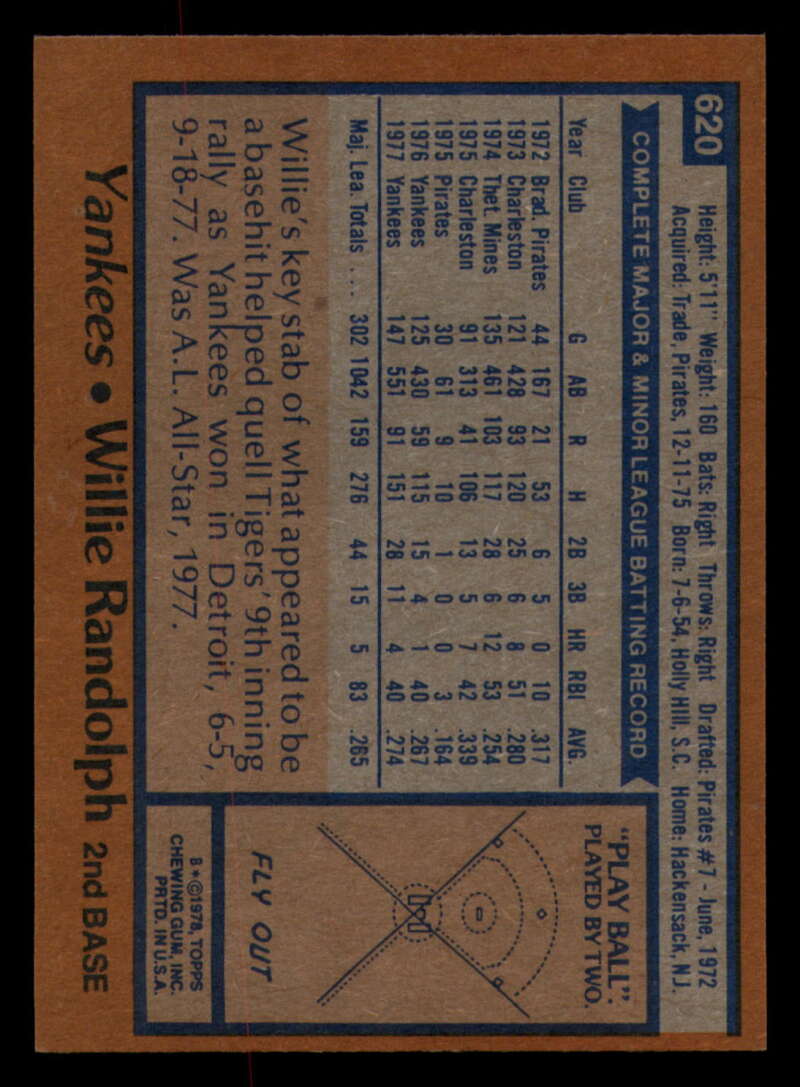 620
Height: 5'11" Weight: 160 Bats: Right Throws: Right Drafted: Pirates #7 - June, 1972
Acquired: Trade, Pirates, 12-11-75 Born: 7-6-54, Holly Hill, S.C. Home: Hackensack, N.J.
COMPLETE MAJOR & MINOR LEAGUE BATTING RECORD
Year Club G AB R H 2B 3B HR RBI AVG.
1972 Brad. Pirates 44 167 21 53 6 5 0 10 .317
1973 Charleston 121 428 93 120 25 6 8 51 .280
1974 Thet. Mines 135 461 103 117 28 6 12 53 .254
1975 Charleston 91 313 41 106 13 5 7 42 .339
1975 Pirates 30 61 9 10 1 0 0 3 .164
1976 Yankees 125 430 59 115 15 4 1 40 .267
1977 Yankees 147 551 91 151 28 11 4 40 .274
Maj. Lea. Totals ... 302 1042 159 276 44 15 5 83 .265
Willie's key stab of what appeared to be
a basehit helped quell Tigers' 9th inning
rally as Yankees won in Detroit, 6-5,
9-18-77. Was A.L. All-Star, 1977.
"PLAY BALL".
PLAYED BY TWO.
FLY OUT
B*©1978, TOPPS
CHEWING GUM, INC.
PRTD. IN U.S.A.
Yankees • Willie Randolph 2nd BASE